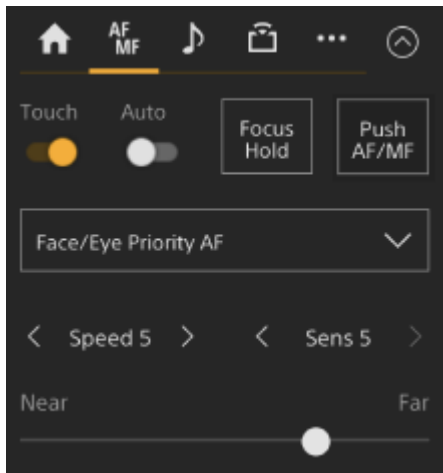 AF
MF
Touch
Auto
Focus
Hold
Push
AF/MF
Face/Eye Priority AF
Speed 5
Sens 5
Near
Far